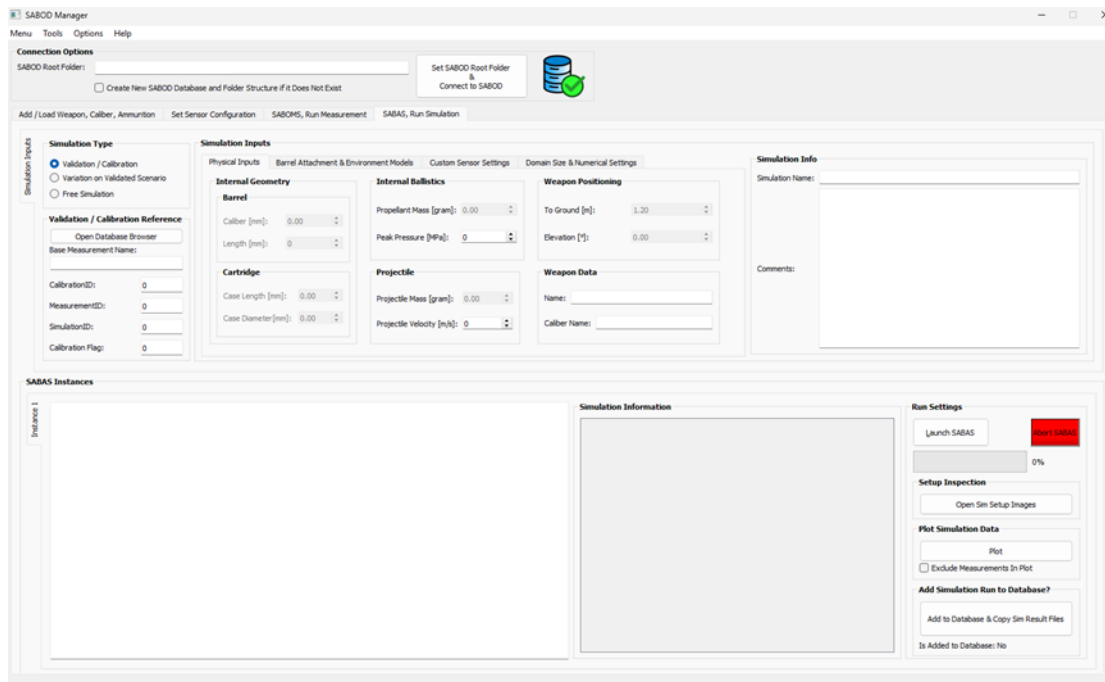 SABOD Manager
Menu Tools Options Help
Connection Options
SABOD Root Folder:
Set SABOD Root Folder
&
Connect to SABOD
Create New SABOD Database and Folder Structure if it Does Not Exist
Add / Load Weapon, Caliber, Ammuntion Set Sensor Configuration SABOMS, Run Measurement SABAS, Run Simulation
Simulation Inputs
Simulation Type
Validation / Calibration
Variation on Validated Scenario
Free Simulation
Validation / Calibration Reference
Open Database Browser
Base Measurement Name:
CalibrationID: 0
MeasurementID: 0
SimulationID: 0
Calibration Flag: 0
Simulation Inputs
Physical Inputs Barrel Attachment & Environment Models Custom Sensor Settings Domain Size & Numerical Settings
Internal Geometry
Barrel
Caliber [mm]: 0.00
Length [mm]: 0
Cartridge
Case Length [mm]: 0.00
Case Diameter[mm]: 0.00
Internal Ballistics
Propellant Mass [gram]: 0.00
Peak Pressure [MPa]: 0
Projectile
Projectile Mass [gram]: 0.00
Projectile Velocity [m/s]: 0
Weapon Positioning
To Ground [m]: 1.20
Elevation [°]: 0.00
Weapon Data
Name:
Caliber Name:
Simulation Info
Simulation Name:
Comments:
SABAS Instances
Instance 1
Simulation Information
Run Settings
Launch SABAS
Abort SABAS
0%
Setup Inspection
Open Sim Setup Images
Plot Simulation Data
Plot
Exclude Measurements In Plot
Add Simulation Run to Database?
Add to Database & Copy Sim Result Files
Is Added to Database: No